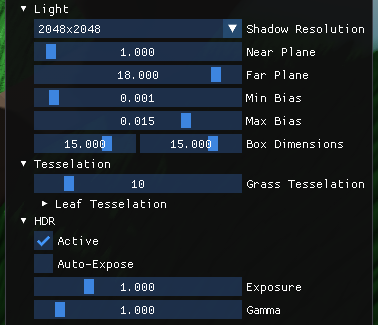 Light
2048x2048 Shadow Resolution
1.000 Near Plane
18.000 Far Plane
0.001 Min Bias
0.015 Max Bias
15.000 15.000 Box Dimensions
Tesselation
10 Grass Tesselation
Leaf Tesselation
HDR
Active
Auto-Expose
1.000 Exposure
1.000 Gamma